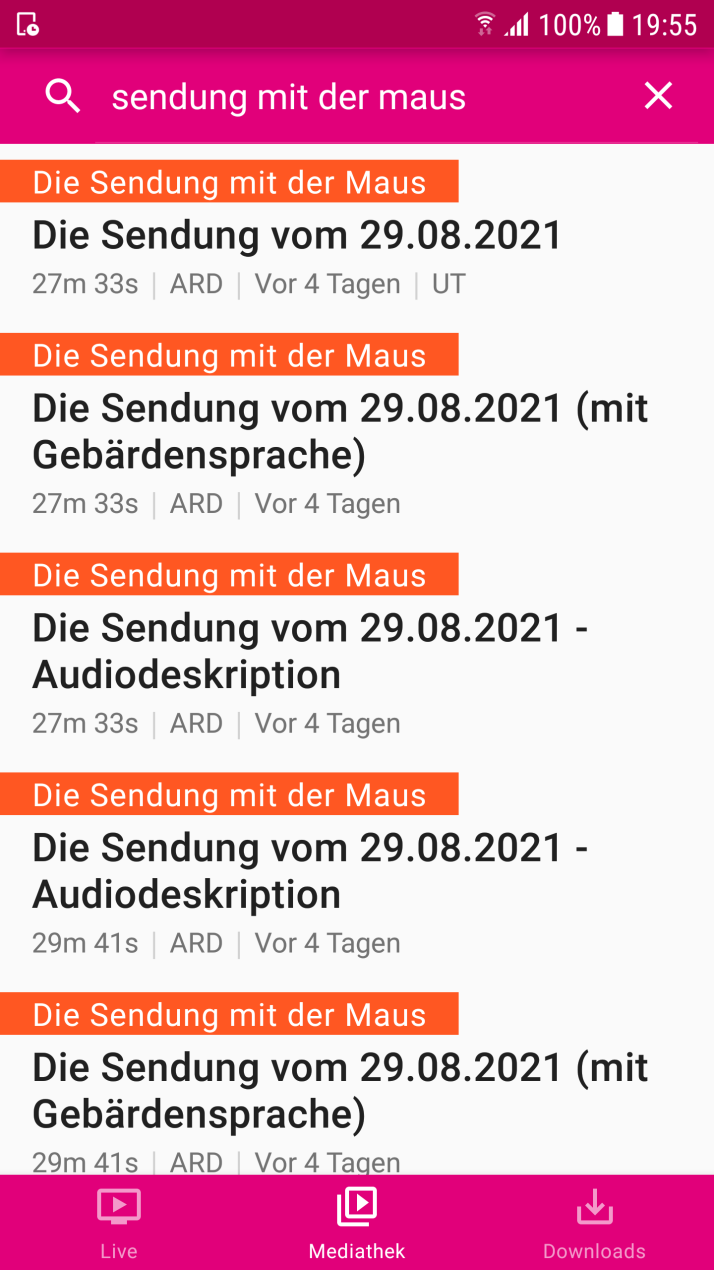 100% 19:55
sendung mit der maus
Die Sendung mit der Maus
Die Sendung vom 29.08.2021
27m 33s | ARD | Vor 4 Tagen | UT
Die Sendung mit der Maus
Die Sendung vom 29.08.2021 (mit
Gebärdensprache)
27m 33s | ARD | Vor 4 Tagen
Die Sendung mit der Maus
Die Sendung vom 29.08.2021 -
Audiodeskription
27m 33s | ARD | Vor 4 Tagen
Die Sendung mit der Maus
Die Sendung vom 29.08.2021 -
Audiodeskription
29m 41s | ARD | Vor 4 Tagen
Die Sendung mit der Maus
Die Sendung vom 29.08.2021 (mit
Gebärdensprache)
29m 41s | ARD | Vor 4 Tagen
Live Mediathek Downloads